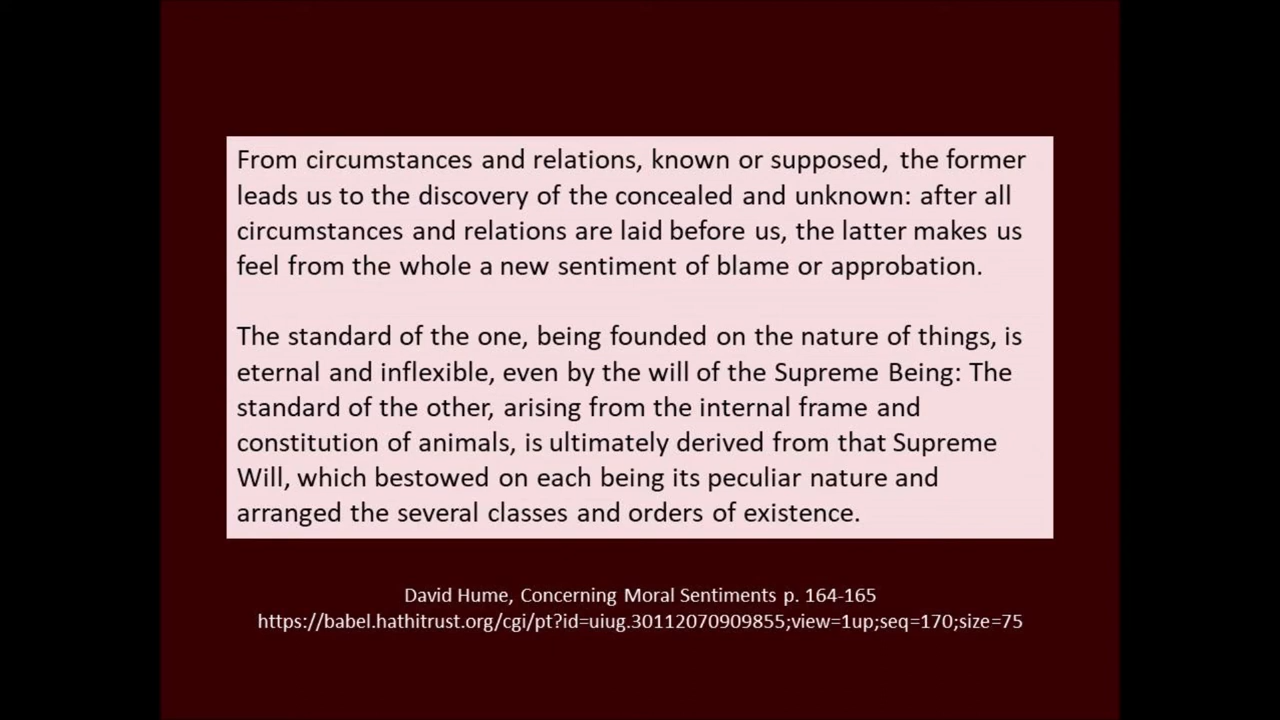 From circumstances and relations, known or supposed, the former
leads us to the discovery of the concealed and unknown: after all
circumstances and relations are laid before us, the latter makes us
feel from the whole a new sentiment of blame or approbation.
The standard of the one, being founded on the nature of things, is
eternal and inflexible, even by the will of the Supreme Being: The
standard of the other, arising from the internal frame and
constitution of animals, is ultimately derived from that Supreme
Will, which bestowed on each being its peculiar nature and
arranged the several classes and orders of existence.
David Hume, Concerning Moral Sentiments p. 164-165
https://babel.hathitrust.org/cgi/pt?id=uiug.30112070909855;view=1up;seq=170;size=75